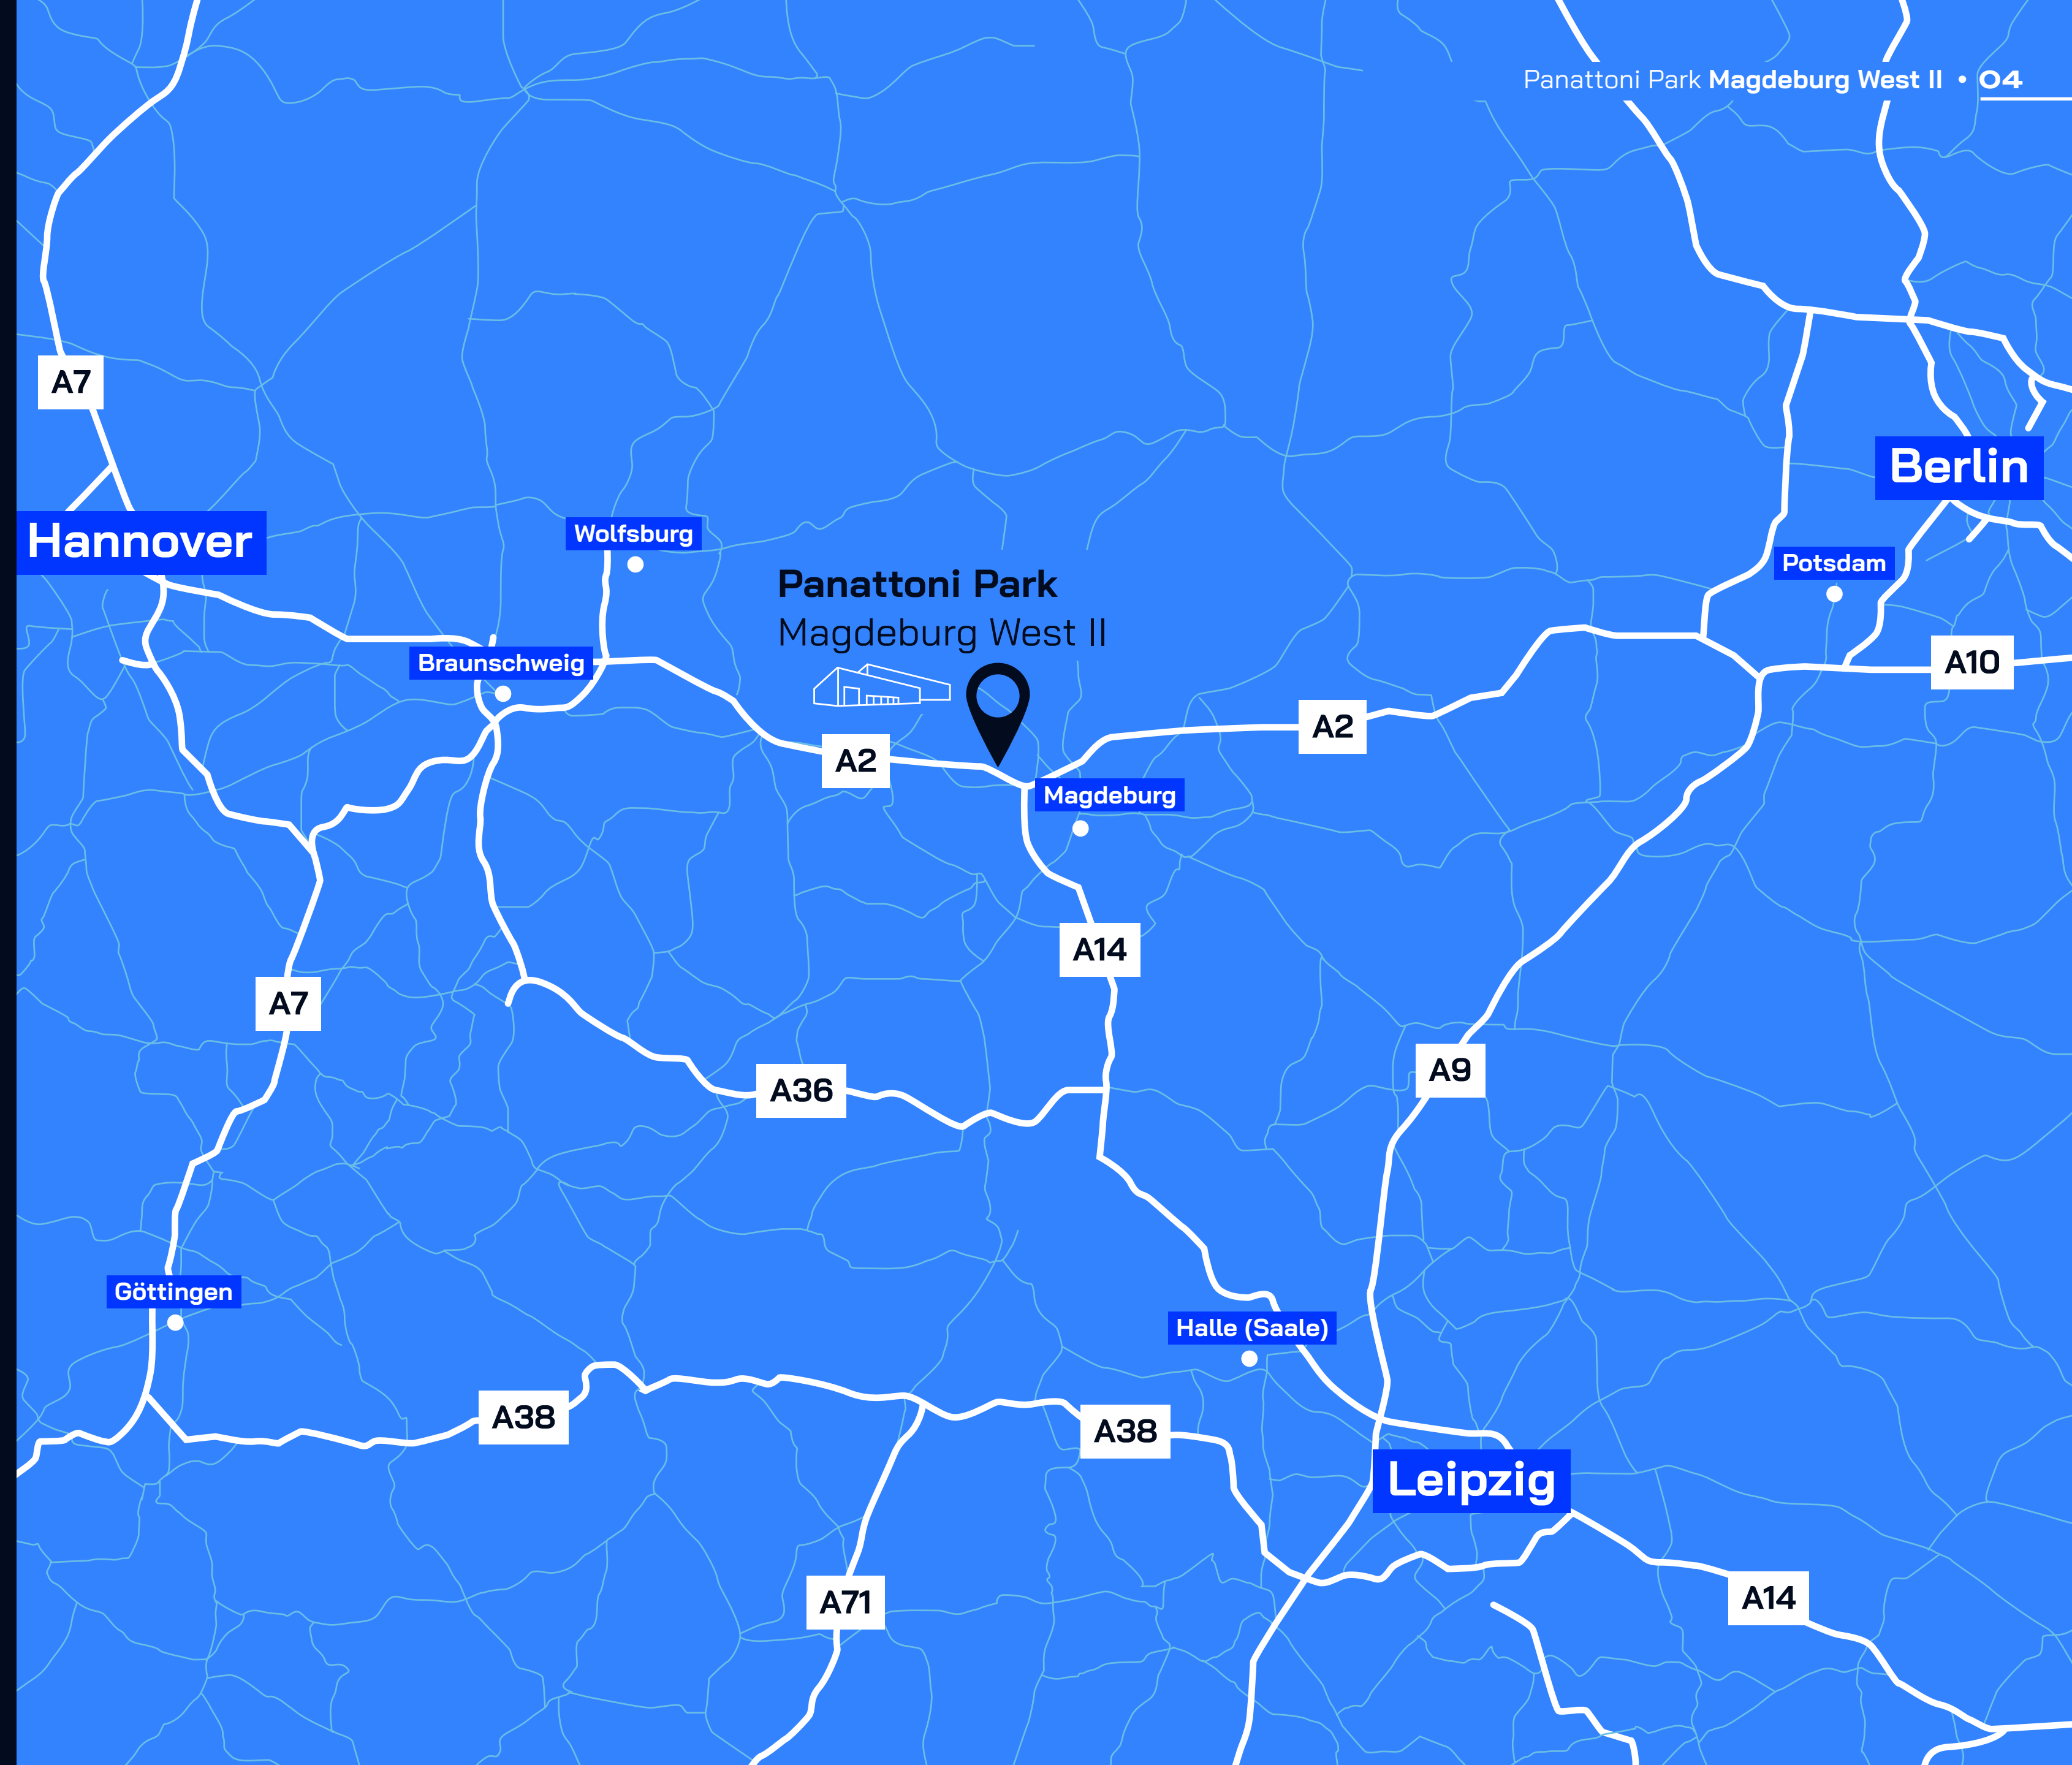 Panattoni Park Magdeburg West II • 04
A7
Berlin
Hannover
Wolfsburg
Potsdam
Panattoni Park
Magdeburg West II
Braunschweig
A10
A2
A2
Magdeburg
A14
A7
A9
A36
Göttingen
Halle (Saale)
A38
A38
Leipzig
A71
A14